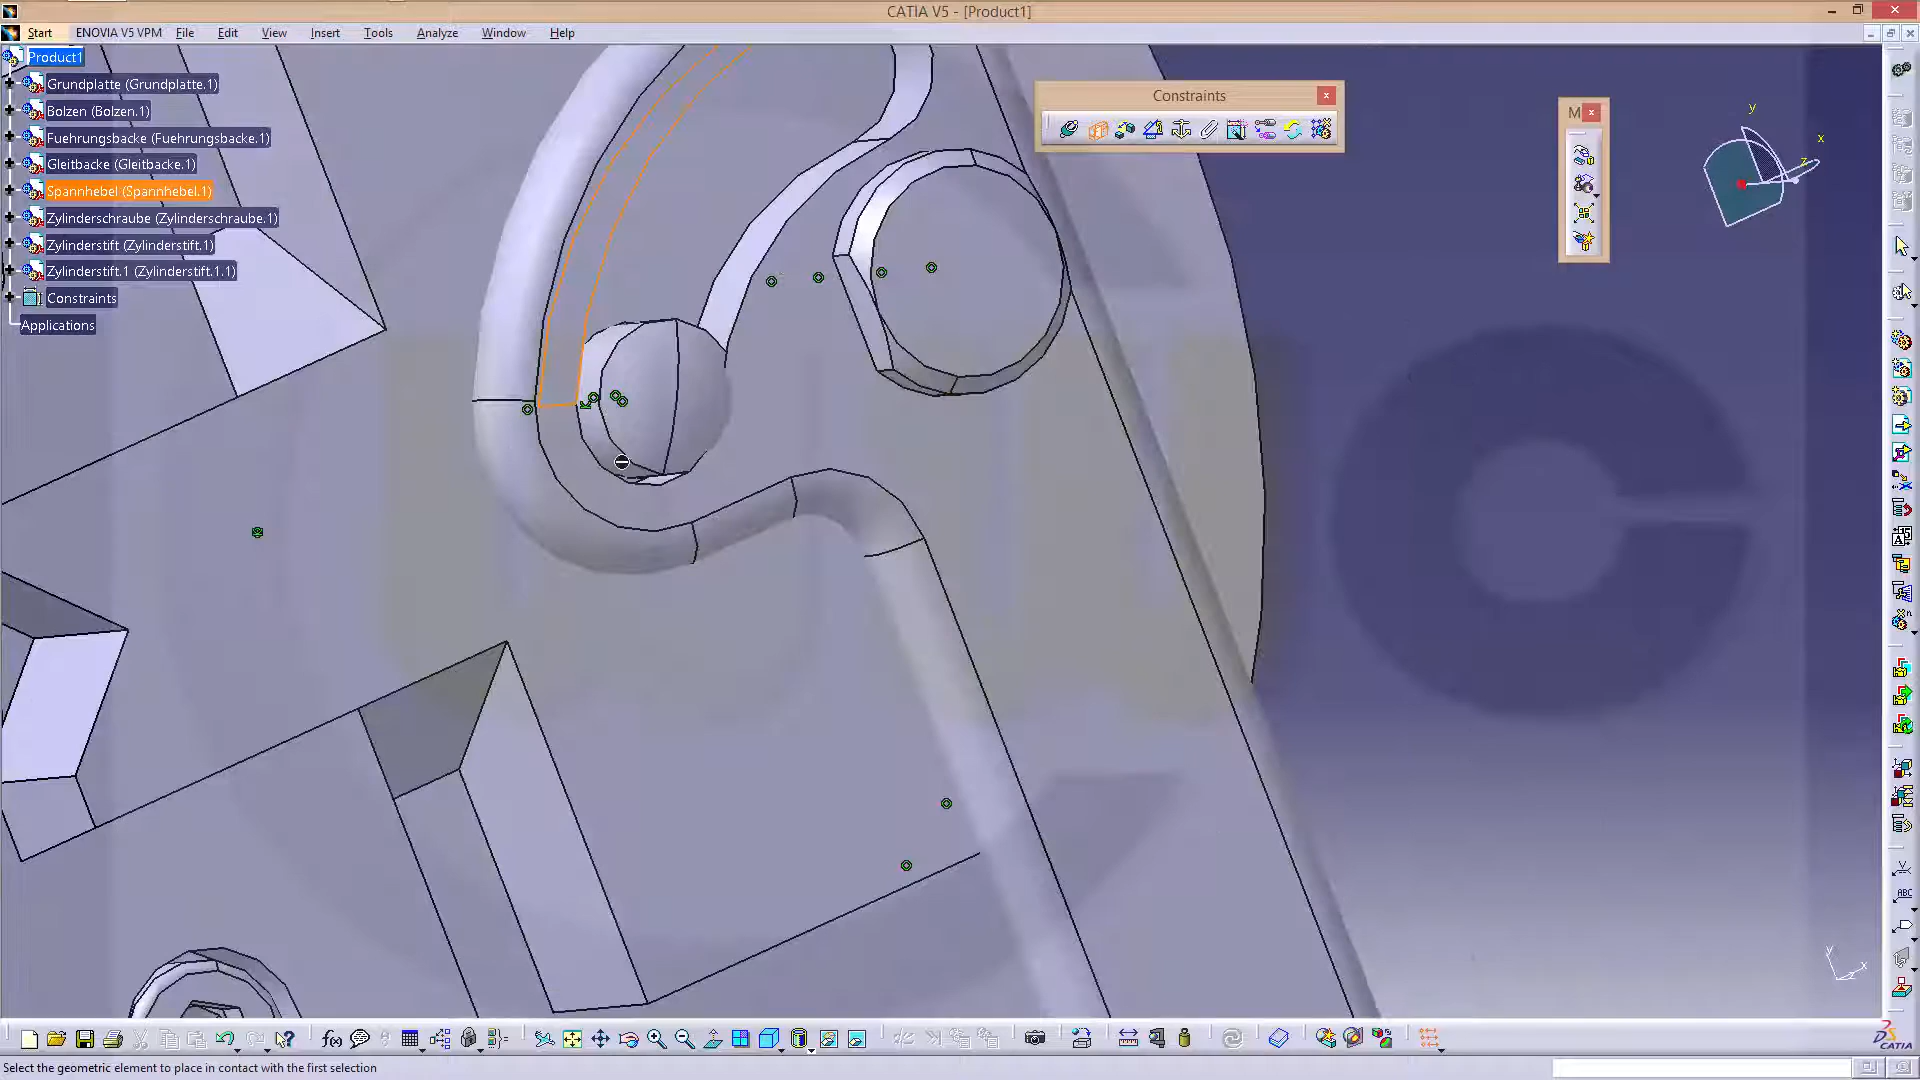 CATIA V5 - [Product1]
Start ENOVIA V5 VPM File Edit View Insert Tools Analyze Window Help
Product1
Grundplatte (Grundplatte.1)
Bolzen (Bolzen.1)
Fuehrungsbacke (Fuehrungsbacke.1)
Gleitbacke (Gleitbacke.1)
Spannhebel (Spannhebel.1)
Zylinderschraube (Zylinderschraube.1)
Zylinderstift (Zylinderstift.1)
Zylinderstift.1 (Zylinderstift.1.1)
Constraints
Applications
Constraints
M
y
x
z
y
x
z
ABC
CATIA
Select the geometric element to place in contact with the first selection